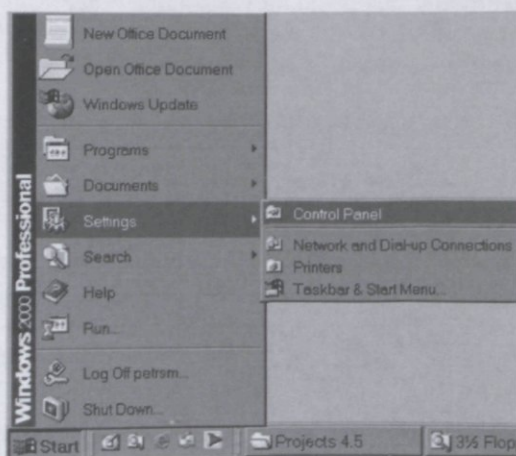 New Office Document
Open Office Document
Windows Update
Programs
Documents
Settings
Search
Help
Run...
Log Off petrsm...
Shut Down...
Windows 2000 Professional
Control Panel
Network and Dial-up Connections
Printers
Taskbar & Start Menu...
Start
Projects 4.5
3½ Flop